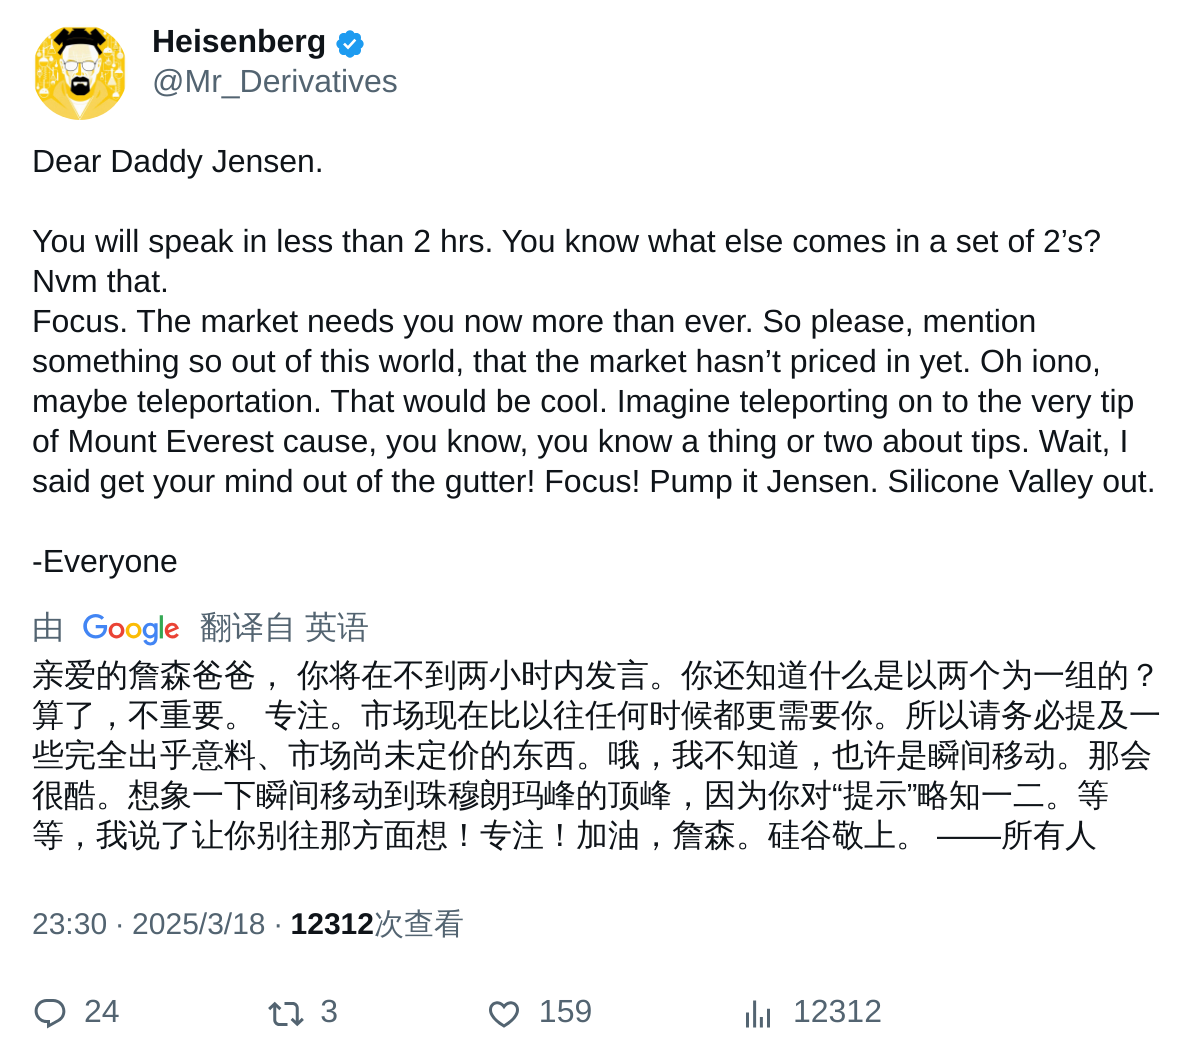 Heisenberg
@Mr_Derivatives
Dear Daddy Jensen.
You will speak in less than 2 hrs. You know what else comes in a set of 2’s?
Nvm that.
Focus. The market needs you now more than ever. So please, mention
something so out of this world, that the market hasn’t priced in yet. Oh iono,
maybe teleportation. That would be cool. Imagine teleporting on to the very tip
of Mount Everest cause, you know, you know a thing or two about tips. Wait, I
said get your mind out of the gutter! Focus! Pump it Jensen. Silicone Valley out.
-Everyone
由 Google 翻译自 英语
亲爱的詹森爸爸， 你将在不到两小时内发言。你还知道什么是以两个为一组的？
算了，不重要。 专注。市场现在比以往任何时候都更需要你。所以请务必提及一
些完全出乎意料、市场尚未定价的东西。哦，我不知道，也许是瞬间移动。那会
很酷。想象一下瞬间移动到珠穆朗玛峰的顶峰，因为你对“提示”略知一二。等
等，我说了让你别往那方面想！专注！加油，詹森。硅谷敬上。 ——所有人
23:30 · 2025/3/18 · 12312次查看
24 3 159 12312